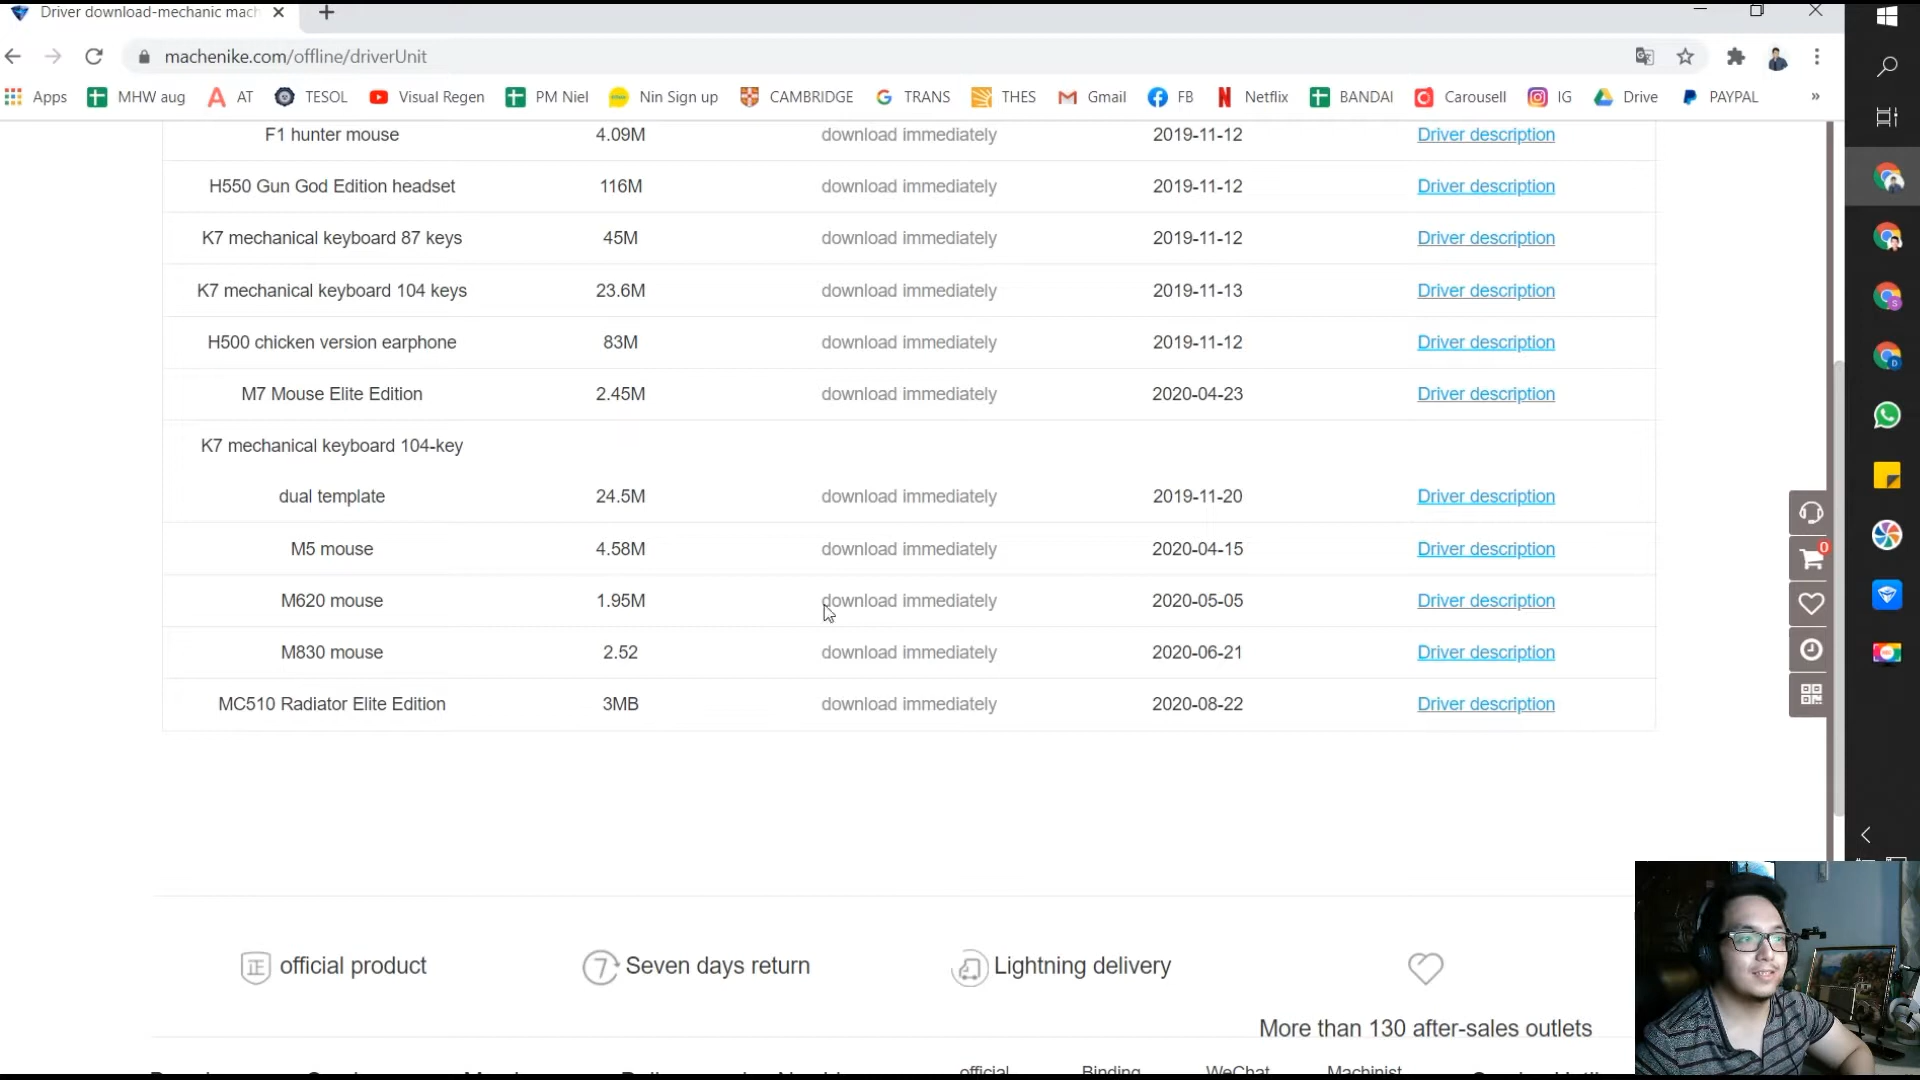 Driver download-mechanic mach
machenike.com/offline/driverUnit
Apps MHW aug AT TESOL Visual Regen PM Niel Nin Sign up CAMBRIDGE TRANS THES Gmail FB Netflix BANDAI Carousell IG Drive PAYPAL »
F1 hunter mouse 4.09M download immediately 2019-11-12 Driver description
H550 Gun God Edition headset 116M download immediately 2019-11-12 Driver description
K7 mechanical keyboard 87 keys 45M download immediately 2019-11-12 Driver description
K7 mechanical keyboard 104 keys 23.6M download immediately 2019-11-13 Driver description
H500 chicken version earphone 83M download immediately 2019-11-12 Driver description
M7 Mouse Elite Edition 2.45M download immediately 2020-04-23 Driver description
K7 mechanical keyboard 104-key
dual template 24.5M download immediately 2019-11-20 Driver description
M5 mouse 4.58M download immediately 2020-04-15 Driver description
0
M620 mouse 1.95M download immediately 2020-05-05 Driver description
M830 mouse 2.52 download immediately 2020-06-21 Driver description
MC510 Radiator Elite Edition 3MB download immediately 2020-08-22 Driver description
正 official product 7 Seven days return Lightning delivery
More than 130 after-sales outlets
official Binding WeChat Machinist